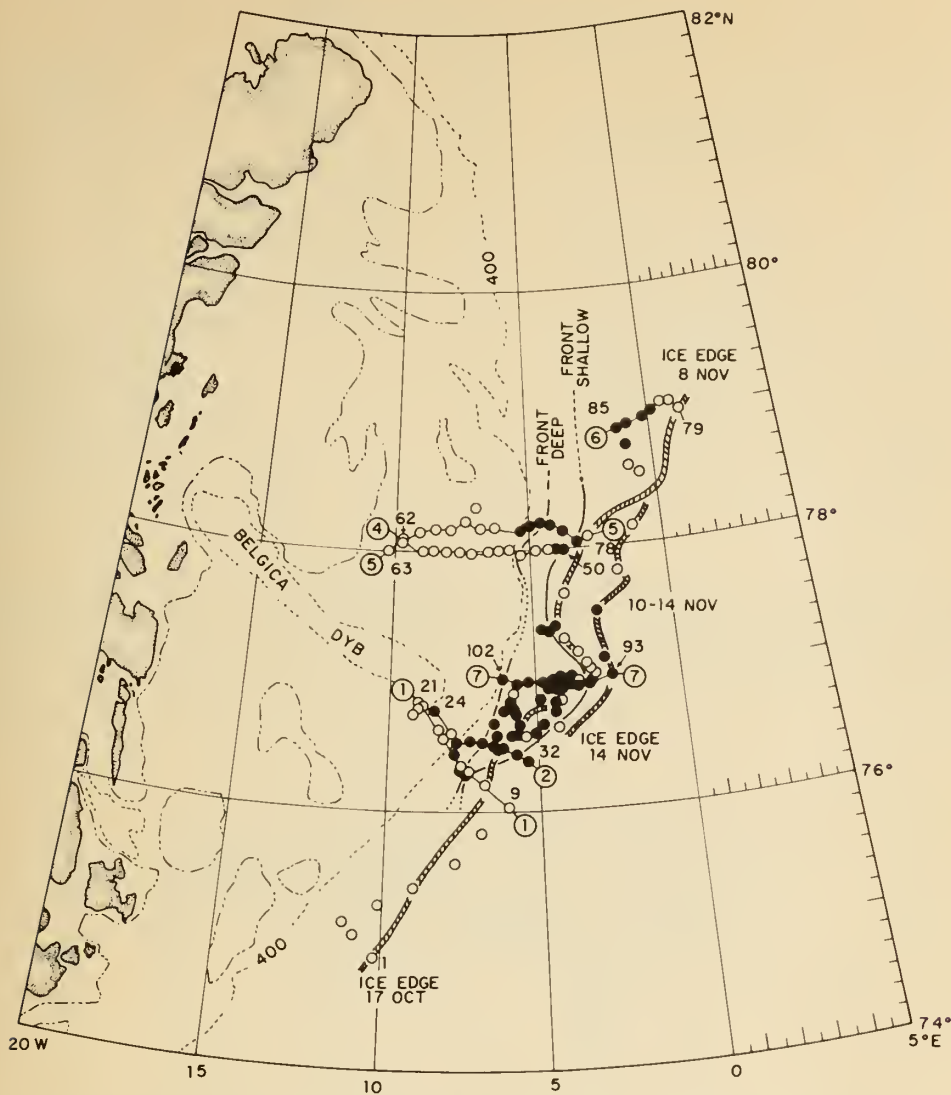 82°N
400
80°
FRONT
SHALLOW
ICE EDGE
8 NOV
85
6
79
FRONT
DEEP
78°
4
62
5
5
63
78
50
BELGICA
DYB
10-14 NOV
102
93
7
7
1
21
24
32
ICE EDGE
14 NOV
2
76°
9
1
400
1
ICE EDGE
17 OCT
74°
20 W
5°E
15
10
5
0